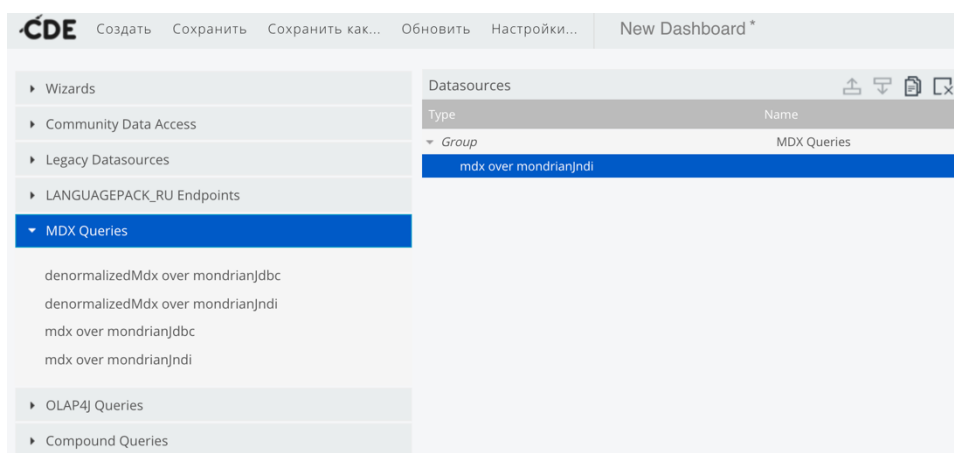 CDE Создать Сохранить Сохранить как... Обновить Настройки... New Dashboard *
Wizards
Community Data Access
Legacy Datasources
LANGUAGEPACK_RU Endpoints
MDX Queries
denormalizedMdx over mondrianJdbc
denormalizedMdx over mondrianJndi
mdx over mondrianJdbc
mdx over mondrianJndi
OLAP4J Queries
Compound Queries
Datasources
Type Name
Group MDX Queries
mdx over mondrianJndi